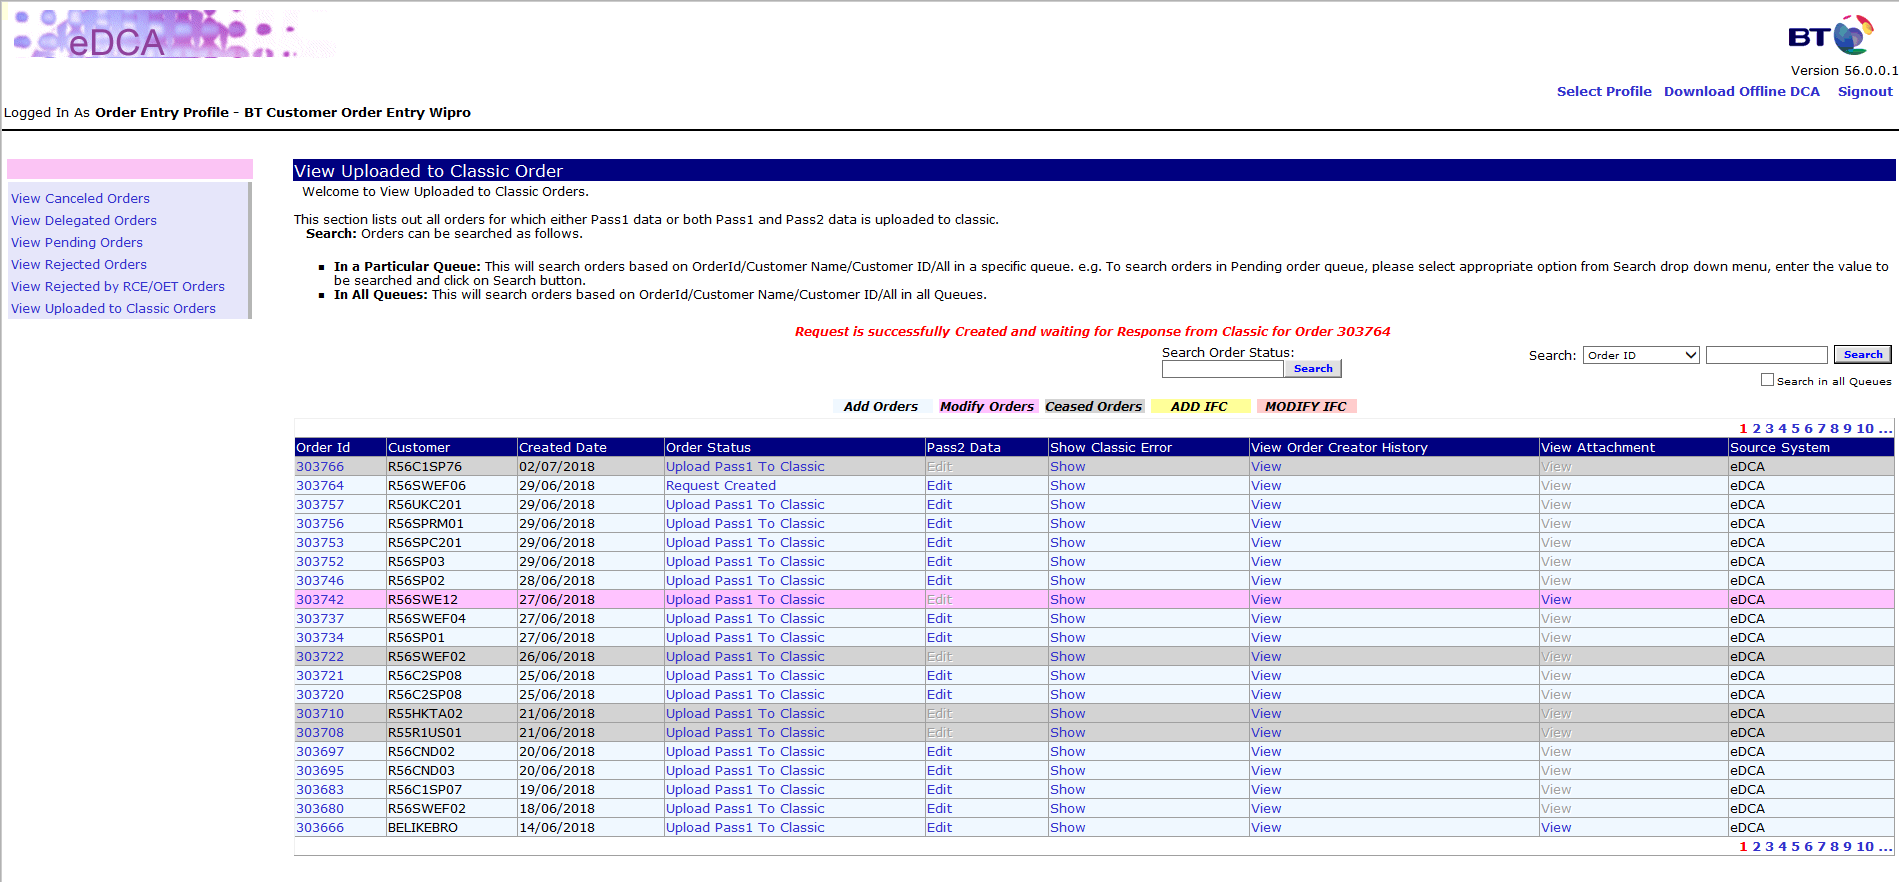 eDCA
BT
Version 56.0.0.1
Select Profile Download Offline DCA Signout
Logged In As Order Entry Profile - BT Customer Order Entry Wipro
View Canceled Orders
View Delegated Orders
View Pending Orders
View Rejected Orders
View Rejected by RCE/OET Orders
View Uploaded to Classic Orders
View Uploaded to Classic Order
Welcome to View Uploaded to Classic Orders.
This section lists out all orders for which either Pass1 data or both Pass1 and Pass2 data is uploaded to classic.
Search: Orders can be searched as follows.
▪ In a Particular Queue: This will search orders based on OrderId/Customer Name/Customer ID/All in a specific queue. e.g. To search orders in Pending order queue, please select appropriate option from Search drop down menu, enter the value to
be searched and click on Search button.
▪ In All Queues: This will search orders based on OrderId/Customer Name/Customer ID/All in all Queues.
Request is successfully Created and waiting for Response from Classic for Order 303764
Search Order Status:
Search
Search: Order ID Search
Search in all Queues
Add Orders Modify Orders Ceased Orders ADD IFC MODIFY IFC
1 2 3 4 5 6 7 8 9 10 ...
Order Id Customer Created Date Order Status Pass2 Data Show Classic Error View Order Creator History View Attachment Source System
303766 R56C1SP76 02/07/2018 Upload Pass1 To Classic Edit Show View View eDCA
303764 R56SWEF06 29/06/2018 Request Created Edit Show View View eDCA
303757 R56UKC201 29/06/2018 Upload Pass1 To Classic Edit Show View View eDCA
303756 R56SPRM01 29/06/2018 Upload Pass1 To Classic Edit Show View View eDCA
303753 R56SPC201 29/06/2018 Upload Pass1 To Classic Edit Show View View eDCA
303752 R56SP03 29/06/2018 Upload Pass1 To Classic Edit Show View View eDCA
303746 R56SP02 28/06/2018 Upload Pass1 To Classic Edit Show View View eDCA
303742 R56SWE12 27/06/2018 Upload Pass1 To Classic Edit Show View View eDCA
303737 R56SWEF04 27/06/2018 Upload Pass1 To Classic Edit Show View View eDCA
303734 R56SP01 27/06/2018 Upload Pass1 To Classic Edit Show View View eDCA
303722 R56SWEF02 26/06/2018 Upload Pass1 To Classic Edit Show View View eDCA
303721 R56C2SP08 25/06/2018 Upload Pass1 To Classic Edit Show View View eDCA
303720 R56C2SP08 25/06/2018 Upload Pass1 To Classic Edit Show View View eDCA
303710 R55HKTA02 21/06/2018 Upload Pass1 To Classic Edit Show View View eDCA
303708 R55R1US01 21/06/2018 Upload Pass1 To Classic Edit Show View View eDCA
303697 R56CND02 20/06/2018 Upload Pass1 To Classic Edit Show View View eDCA
303695 R56CND03 20/06/2018 Upload Pass1 To Classic Edit Show View View eDCA
303683 R56C1SP07 19/06/2018 Upload Pass1 To Classic Edit Show View View eDCA
303680 R56SWEF02 18/06/2018 Upload Pass1 To Classic Edit Show View View eDCA
303666 BELIKEBRO 14/06/2018 Upload Pass1 To Classic Edit Show View View eDCA
1 2 3 4 5 6 7 8 9 10 ...